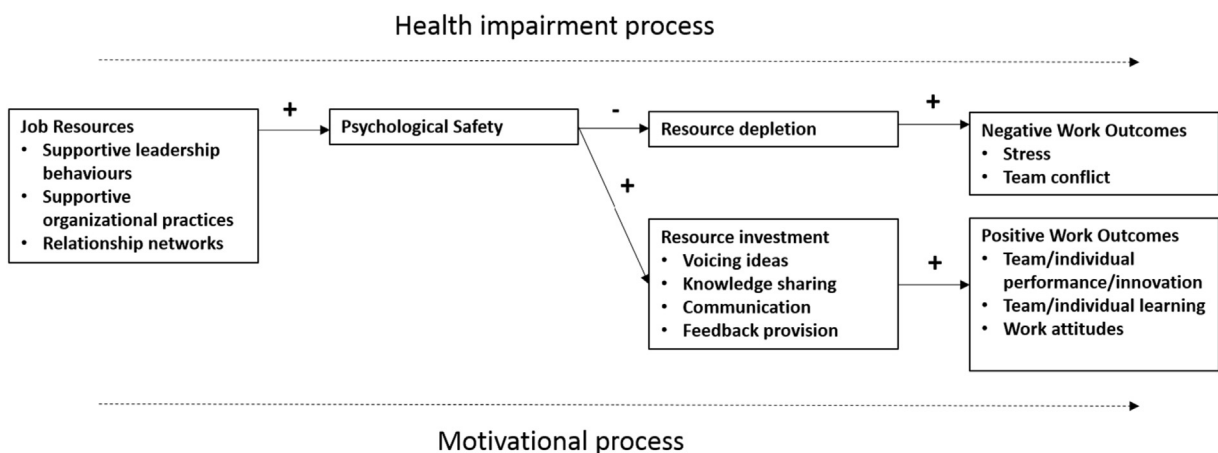 Health impairment process
+
-
+
Job Resources
• Supportive leadership
behaviours
• Supportive
organizational practices
• Relationship networks
Psychological Safety
Resource depletion
Negative Work Outcomes
• Stress
• Team conflict
+
Resource investment
• Voicing ideas
• Knowledge sharing
• Communication
• Feedback provision
+
Positive Work Outcomes
• Team/individual
performance/innovation
• Team/individual learning
• Work attitudes
Motivational process